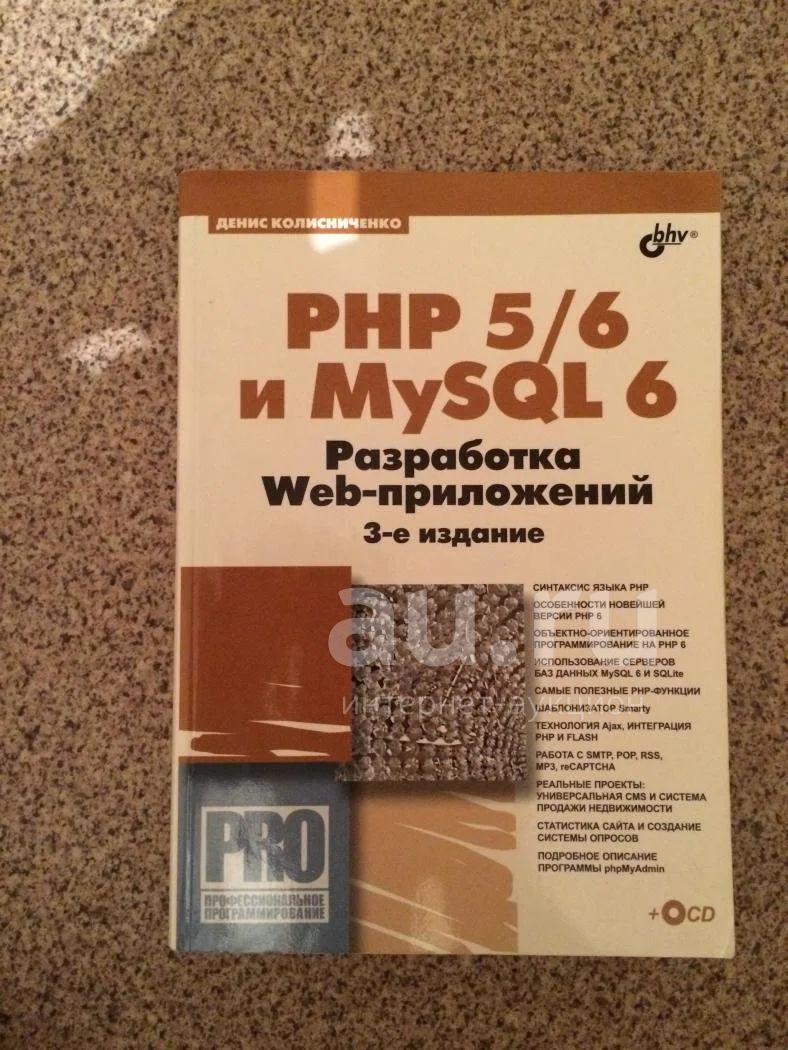 ДЕНИС КОЛИСНИЧЕНКО
bhv®
PHP 5/6
и MySQL 6
Разработка
Web-приложений
3-е издание
СИНТАКСИС ЯЗЫКА PHP
ОСОБЕННОСТИ НОВЕЙШЕЙ
ВЕРСИИ PHP 6
ОБЪЕКТНО-ОРИЕНТИРОВАННОЕ
ПРОГРАММИРОВАНИЕ НА PHP 6
ИСПОЛЬЗОВАНИЕ СЕРВЕРОВ
БАЗ ДАННЫХ MySQL 6 И SQLite
САМЫЕ ПОЛЕЗНЫЕ PHP-ФУНКЦИИ
ШАБЛОНИЗАТОР Smarty
ТЕХНОЛОГИЯ Ajax, ИНТЕГРАЦИЯ
PHP И FLASH
РАБОТА С SMTP, POP, RSS,
MP3, reCAPTCHA
РЕАЛЬНЫЕ ПРОЕКТЫ:
УНИВЕРСАЛЬНАЯ CMS И СИСТЕМА
ПРОДАЖИ НЕДВИЖИМОСТИ
СТАТИСТИКА САЙТА И СОЗДАНИЕ
СИСТЕМЫ ОПРОСОВ
ПОДРОБНОЕ ОПИСАНИЕ
ПРОГРАММЫ phpMyAdmin
au.ru
интернет-аукцион
PRO
ПРОФЕССИОНАЛЬНОЕ
ПРОГРАММИРОВАНИЕ
+ CD